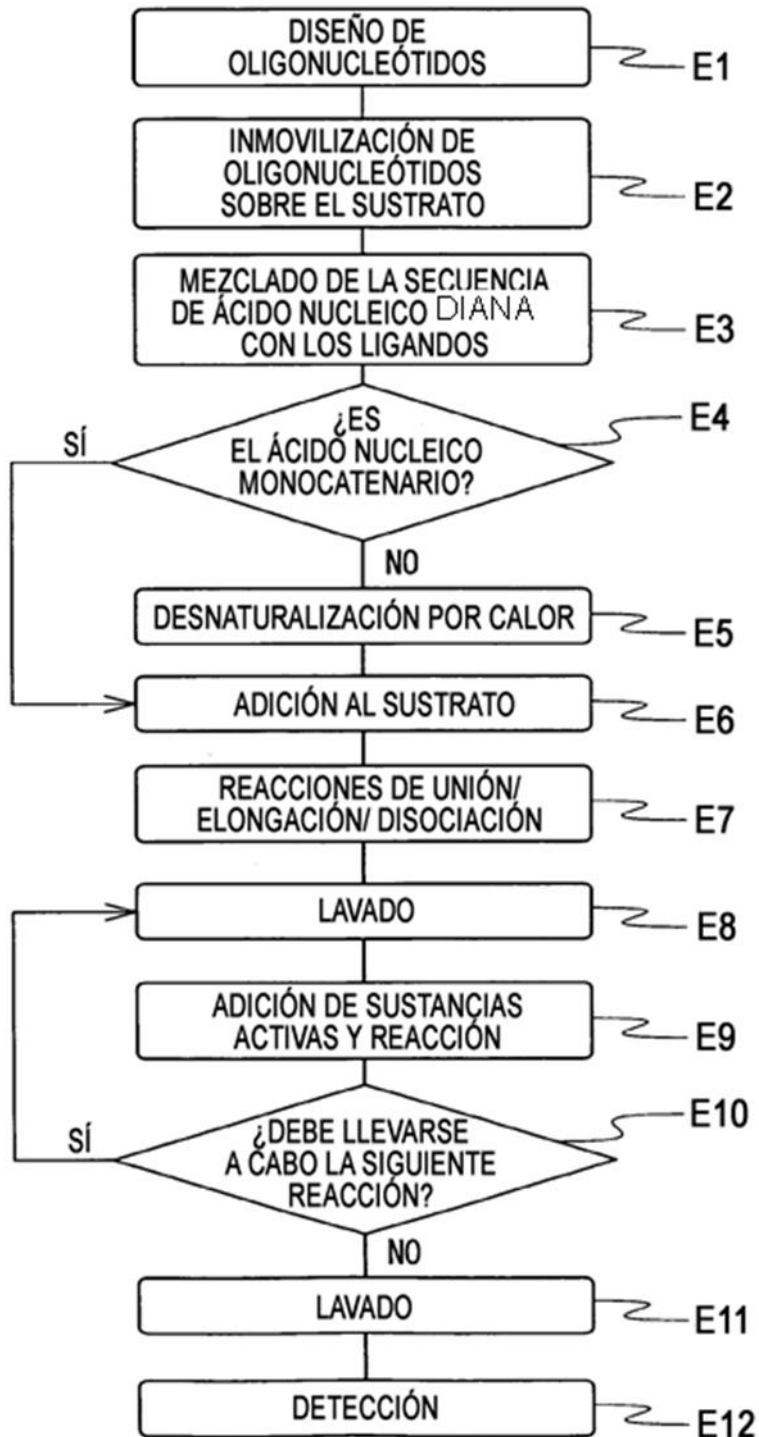 DISEÑO DE
OLIGONUCLEÓTIDOS
E1
INMOVILIZACIÓN DE
OLIGONUCLEÓTIDOS
SOBRE EL SUSTRATO
E2
MEZCLADO DE LA SECUENCIA
DE ÁCIDO NUCLEICO DIANA
CON LOS LIGANDOS
E3
¿ES
EL ÁCIDO NUCLEICO
MONOCATENARIO?
E4
SÍ
NO
DESNATURALIZACIÓN POR CALOR
E5
ADICIÓN AL SUSTRATO
E6
REACCIONES DE UNIÓN/
ELONGACIÓN/ DISOCIACIÓN
E7
LAVADO
E8
ADICIÓN DE SUSTANCIAS
ACTIVAS Y REACCIÓN
E9
¿DEBE LLEVARSE
A CABO LA SIGUIENTE
REACCIÓN?
E10
SÍ
NO
LAVADO
E11
DETECCIÓN
E12